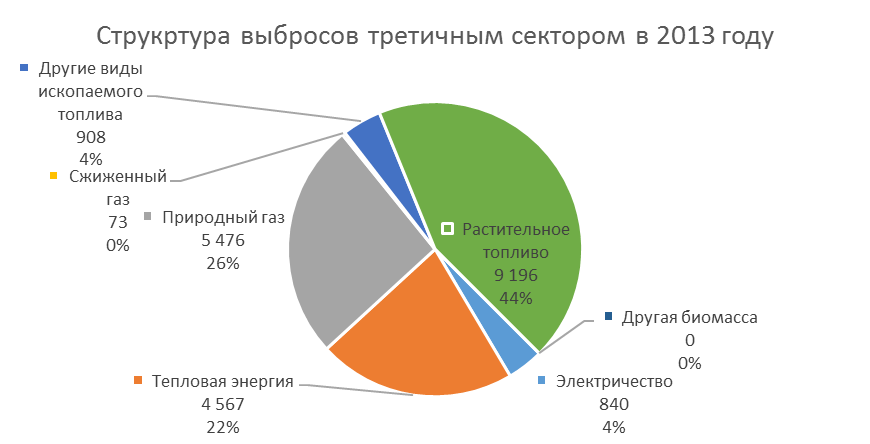 Струкртура выбросов третичным сектором в 2013 году
Другие виды
ископаемого
топлива
908
4%
Сжиженный
газ
73
0%
Природный газ
5 476
26%
Растительное
топливо
9 196
44%
Другая биомасса
0
0%
Тепловая энергия
4 567
22%
Электричество
840
4%